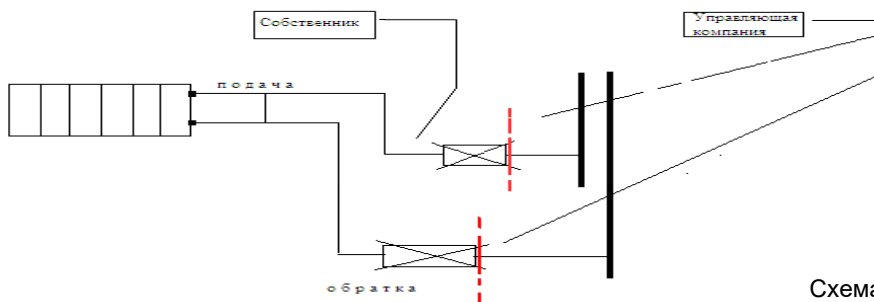 Собственник
Управляющая
компания
подача
обратка
Схема